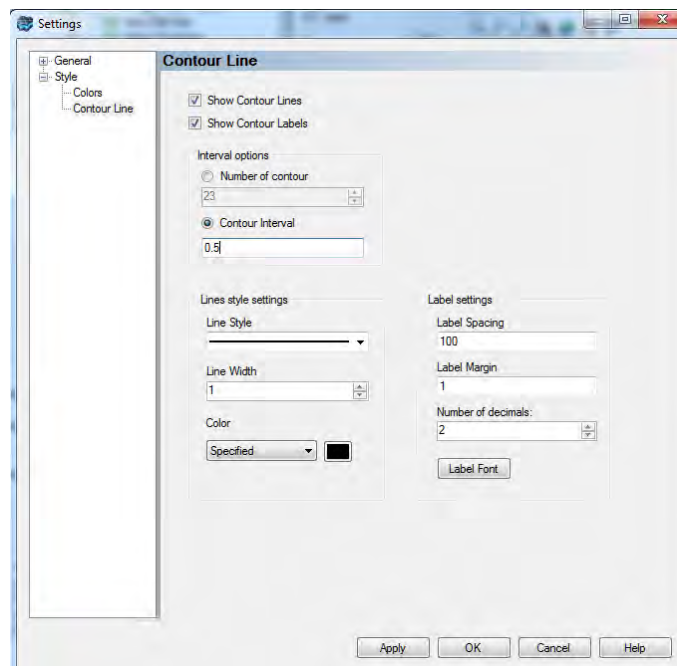 Settings
General
Style
Colors
Contour Line
Contour Line
Show Contour Lines
Show Contour Labels
Interval options
Number of contour
23
Contour Interval
0.5
Lines style settings
Line Style
Line Width
1
Color
Specified
Label settings
Label Spacing
100
Label Margin
1
Number of decimals:
2
Label Font
Apply
OK
Cancel
Help